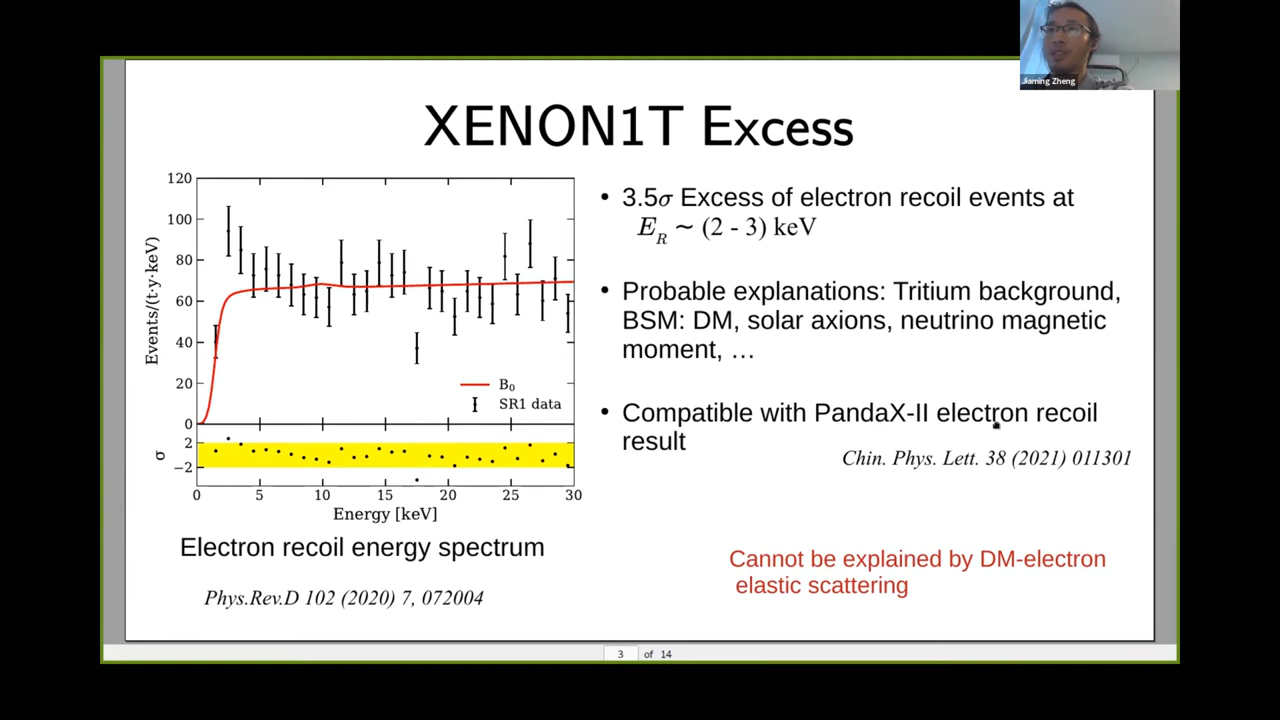 Jiaming Zheng
XENON1T Excess
120
100
80
60
40
20
0
2
−2
Events/(t·y·keV)
σ
B₀
SR1 data
0
5
10
15
20
25
30
Energy [keV]
Electron recoil energy spectrum
Phys.Rev.D 102 (2020) 7, 072004
• 3.5σ Excess of electron recoil events at
E_R ~ (2 - 3) keV
• Probable explanations: Tritium background,
BSM: DM, solar axions, neutrino magnetic
moment, …
• Compatible with PandaX-II electron recoil
result
Chin. Phys. Lett. 38 (2021) 011301
Cannot be explained by DM-electron
elastic scattering
3 of 14